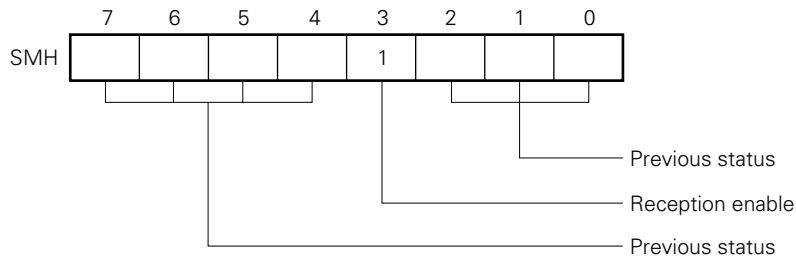 7 6 5 4 3 2 1 0
SMH 1
Previous status
Reception enable
Previous status